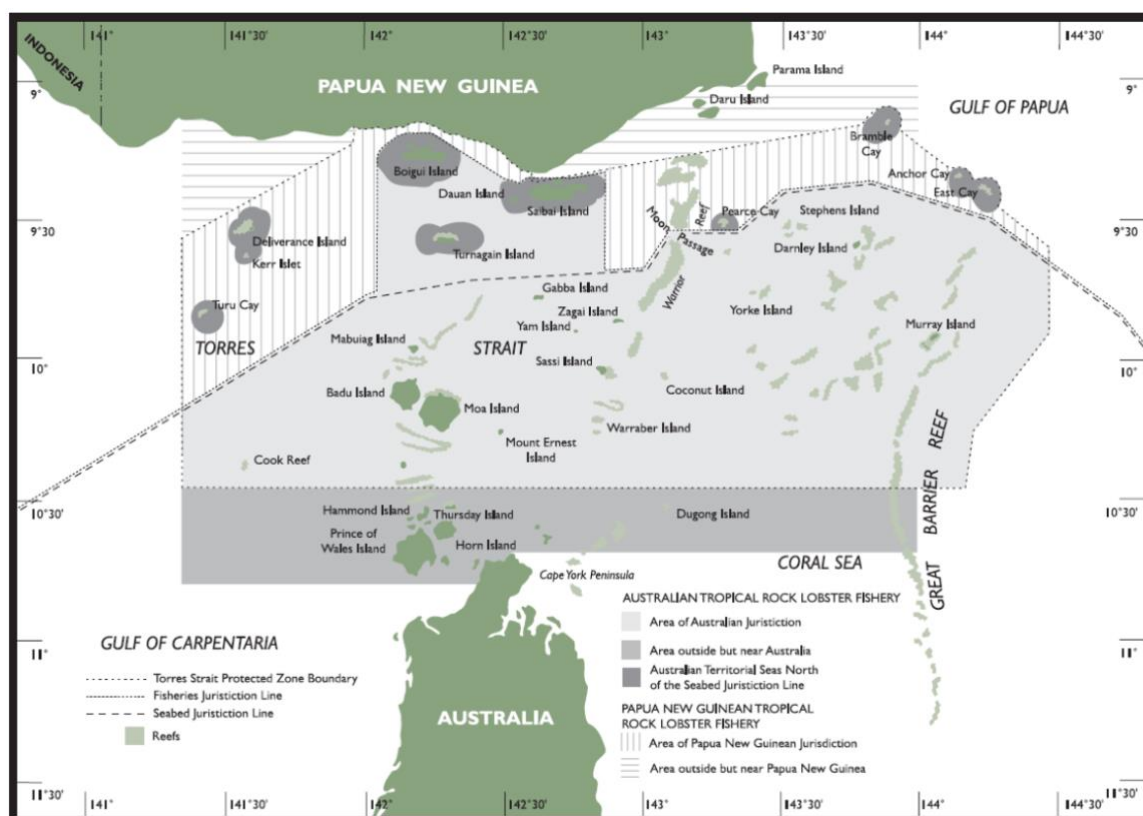 141°
141°30'
142°
142°30'
143°
143°30'
144°
144°30'
INDONESIA
PAPUA NEW GUINEA
Parama Island
Daru Island
GULF OF PAPUA
9°
9°
Bramble
Cay
Boigui Island
Anchor Cay
Dauan Island
East Cay
Saibai Island
Moon Passage
Reef
Pearce Cay
Stephens Island
9°30'
9°30'
Deliverance Island
Turnagain Island
Darnley Island
Kerr Islet
Gabba Island
Warrior
Turu Cay
Zagai Island
Yorke Island
Yam Island
Murray Island
Mabuiag Island
TORRES
STRAIT
10°
10°
Sassi Island
Badu Island
Coconut Island
Moa Island
Warraber Island
Mount Ernest
Island
Cook Reef
GREAT BARRIER REEF
10°30'
10°30'
Hammond Island
Thursday Island
Dugong Island
Prince of
Wales Island
Horn Island
CORAL SEA
Cape York Peninsula
AUSTRALIAN TROPICAL ROCK LOBSTER FISHERY
Area of Australian Juristiction
Area outside but near Australia
Australian Territorial Seas North
of the Seabed Juristiction Line
PAPUA NEW GUINEAN TROPICAL
ROCK LOBSTER FISHERY
Area of Papua New Guinean Jurisdiction
Area outside but near Papua New Guinea
GULF OF CARPENTARIA
Torres Strait Protected Zone Boundary
Fisheries Juristiction Line
Seabed Juristiction Line
Reefs
AUSTRALIA
11°
11°
11°30'
11°30'
141°
141°30'
142°
142°30'
143°
143°30'
144°
144°30'